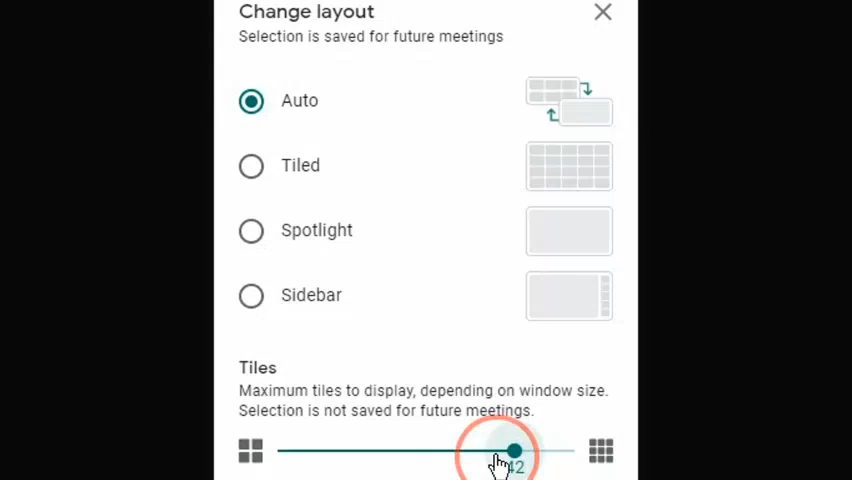 Change layout
Selection is saved for future meetings
Auto
Tiled
Spotlight
Sidebar
Tiles
Maximum tiles to display, depending on window size.
Selection is not saved for future meetings.
42